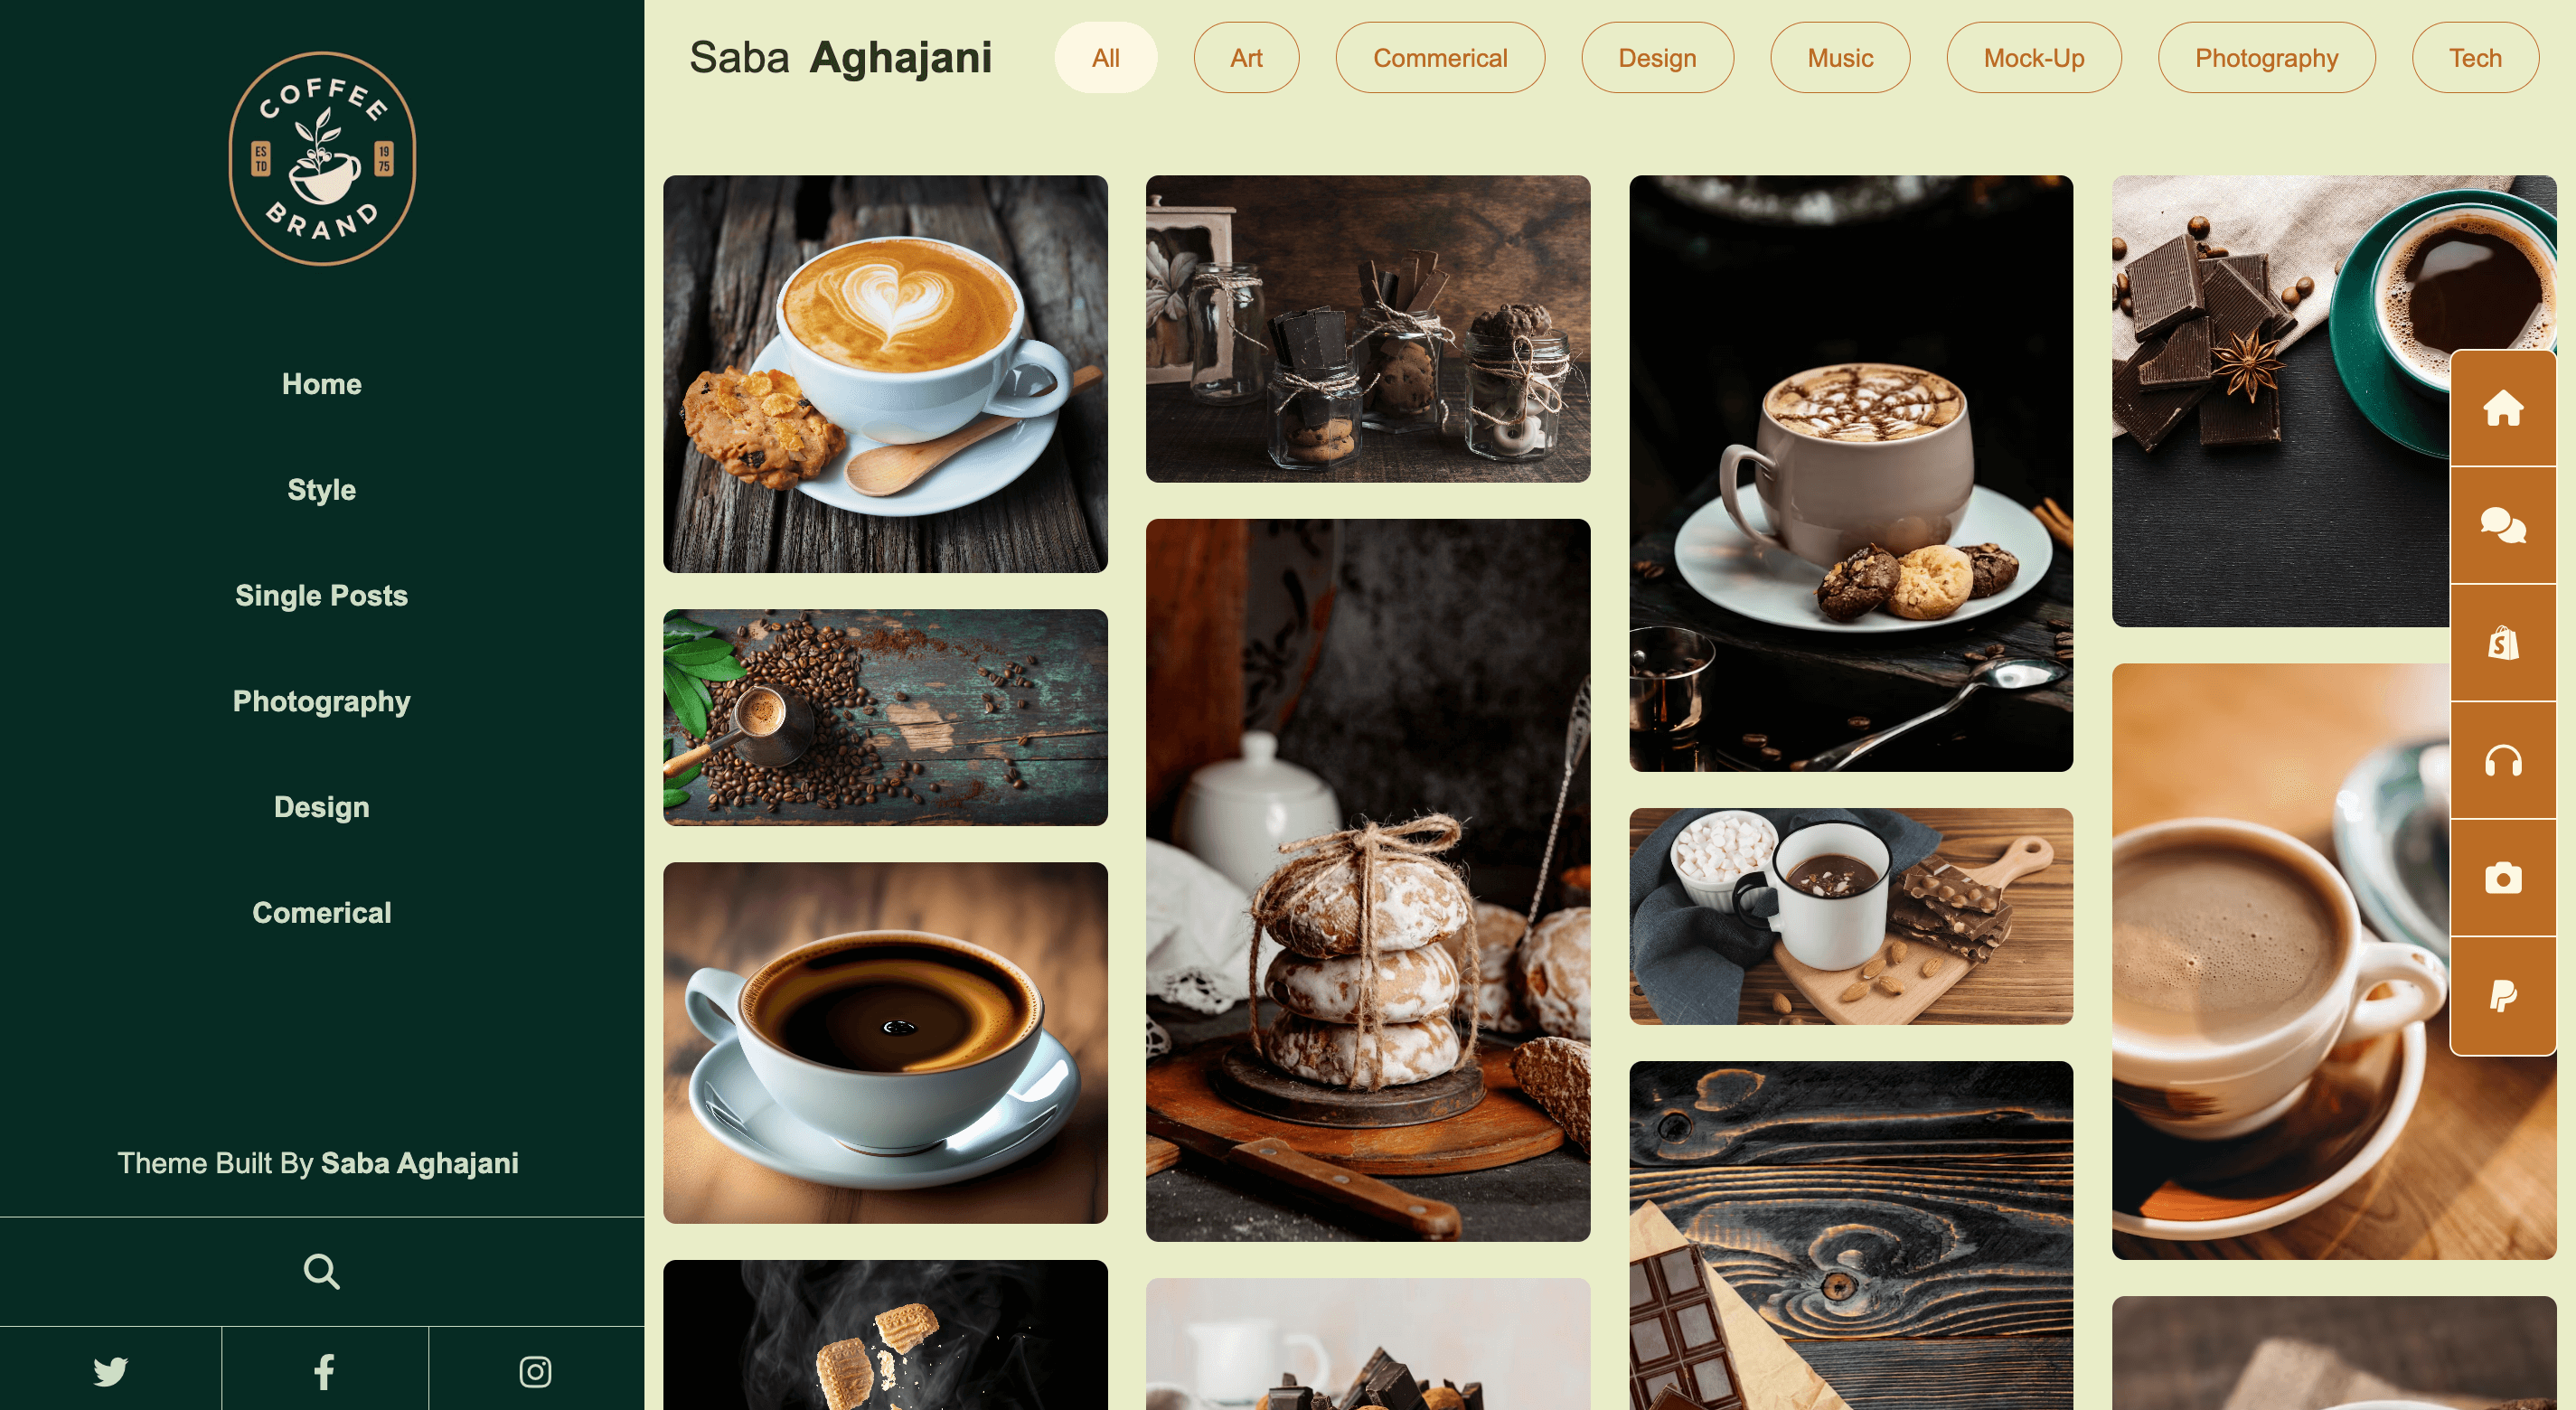 COFFEE
ES
TD
19
75
BRAND
Home
Style
Single Posts
Photography
Design
Comerical
Theme Built By Saba Aghajani
Saba Aghajani
All
Art
Commerical
Design
Music
Mock-Up
Photography
Tech